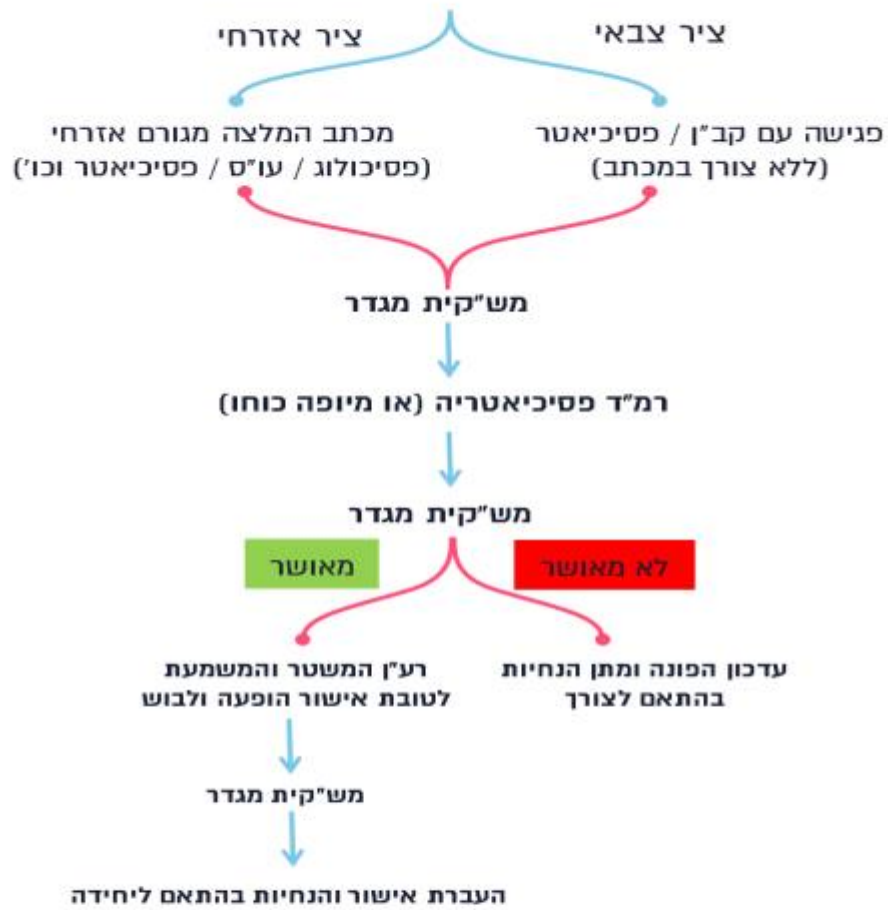 ציר צבאי
ציר אזרחי
פגישה עם קב"ן / פסיכיאטר
(ללא צורך במכתב)
מכתב המלצה מגורם אזרחי
(פסיכולוג / עו"ס / פסיכיאטר וכו')
מש"קית מגדר
רמ"ד פסיכיאטריה (או מיופה כוחו)
מש"קית מגדר
לא מאושר
מאושר
עדכון הפונה ומתן הנחיות
בהתאם לצורך
רע"ן המשטר והמשמעת
לטובת אישור הופעה ולבוש
מש"קית מגדר
העברת אישור והנחיות בהתאם ליחידה